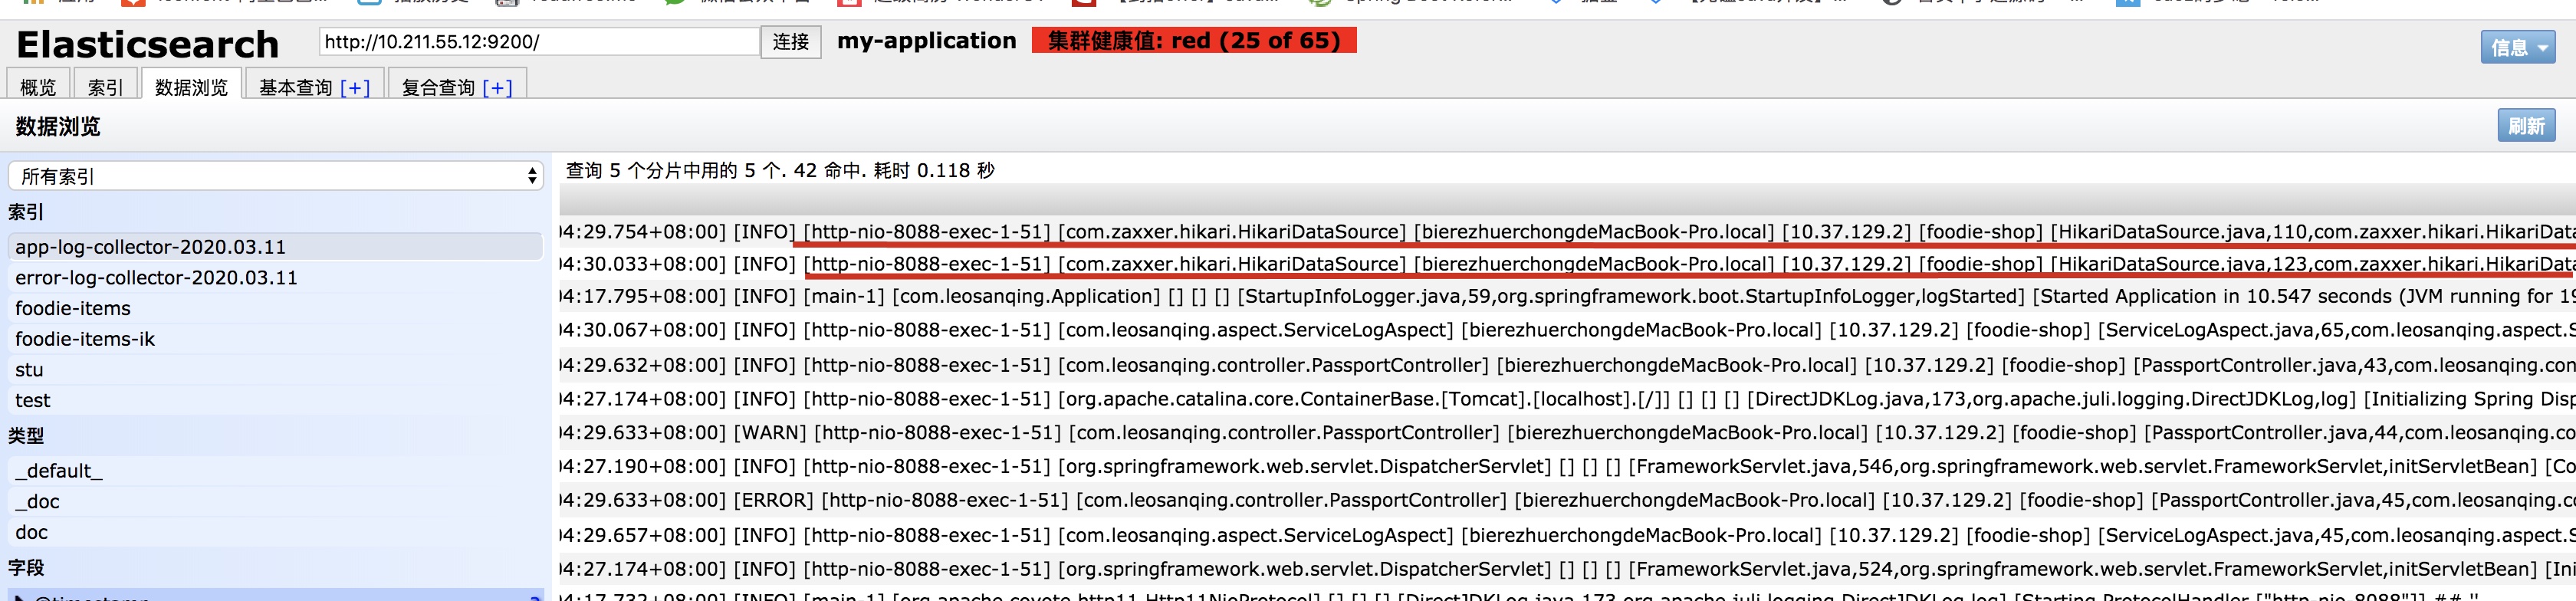 Elasticsearch
http://10.211.55.12:9200/
连接
my-application
集群健康值: red (25 of 65)
信息
概览
索引
数据浏览
基本查询 [+]
复合查询 [+]
数据浏览
刷新
所有索引
索引
app-log-collector-2020.03.11
error-log-collector-2020.03.11
foodie-items
foodie-items-ik
stu
test
类型
_default_
_doc
doc
字段
查询 5 个分片中用的 5 个. 42 命中. 耗时 0.118 秒
4:29.754+08:00] [INFO] [http-nio-8088-exec-1-51] [com.zaxxer.hikari.HikariDataSource] [bierezhuerchongdeMacBook-Pro.local] [10.37.129.2] [foodie-shop] [HikariDataSource.java,110,com.zaxxer.hikari.HikariData
4:30.033+08:00] [INFO] [http-nio-8088-exec-1-51] [com.zaxxer.hikari.HikariDataSource] [bierezhuerchongdeMacBook-Pro.local] [10.37.129.2] [foodie-shop] [HikariDataSource.java,123,com.zaxxer.hikari.HikariData
4:17.795+08:00] [INFO] [main-1] [com.leosanqing.Application] [] [] [] [StartupInfoLogger.java,59,org.springframework.boot.StartupInfoLogger,logStarted] [Started Application in 10.547 seconds (JVM running for 19
4:30.067+08:00] [INFO] [http-nio-8088-exec-1-51] [com.leosanqing.aspect.ServiceLogAspect] [bierezhuerchongdeMacBook-Pro.local] [10.37.129.2] [foodie-shop] [ServiceLogAspect.java,65,com.leosanqing.aspect.S
4:29.632+08:00] [INFO] [http-nio-8088-exec-1-51] [com.leosanqing.controller.PassportController] [bierezhuerchongdeMacBook-Pro.local] [10.37.129.2] [foodie-shop] [PassportController.java,43,com.leosanqing.con
4:27.174+08:00] [INFO] [http-nio-8088-exec-1-51] [org.apache.catalina.core.ContainerBase.[Tomcat].[localhost].[/]] [] [] [] [DirectJDKLog.java,173,org.apache.juli.logging.DirectJDKLog,log] [Initializing Spring Disp
4:29.633+08:00] [WARN] [http-nio-8088-exec-1-51] [com.leosanqing.controller.PassportController] [bierezhuerchongdeMacBook-Pro.local] [10.37.129.2] [foodie-shop] [PassportController.java,44,com.leosanqing.co
4:27.190+08:00] [INFO] [http-nio-8088-exec-1-51] [org.springframework.web.servlet.DispatcherServlet] [] [] [] [FrameworkServlet.java,546,org.springframework.web.servlet.FrameworkServlet,initServletBean] [Co
4:29.633+08:00] [ERROR] [http-nio-8088-exec-1-51] [com.leosanqing.controller.PassportController] [bierezhuerchongdeMacBook-Pro.local] [10.37.129.2] [foodie-shop] [PassportController.java,45,com.leosanqing.c
4:29.657+08:00] [INFO] [http-nio-8088-exec-1-51] [com.leosanqing.aspect.ServiceLogAspect] [bierezhuerchongdeMacBook-Pro.local] [10.37.129.2] [foodie-shop] [ServiceLogAspect.java,45,com.leosanqing.aspect.S
4:27.174+08:00] [INFO] [http-nio-8088-exec-1-51] [org.springframework.web.servlet.DispatcherServlet] [] [] [] [FrameworkServlet.java,524,org.springframework.web.servlet.FrameworkServlet,initServletBean] [Ini